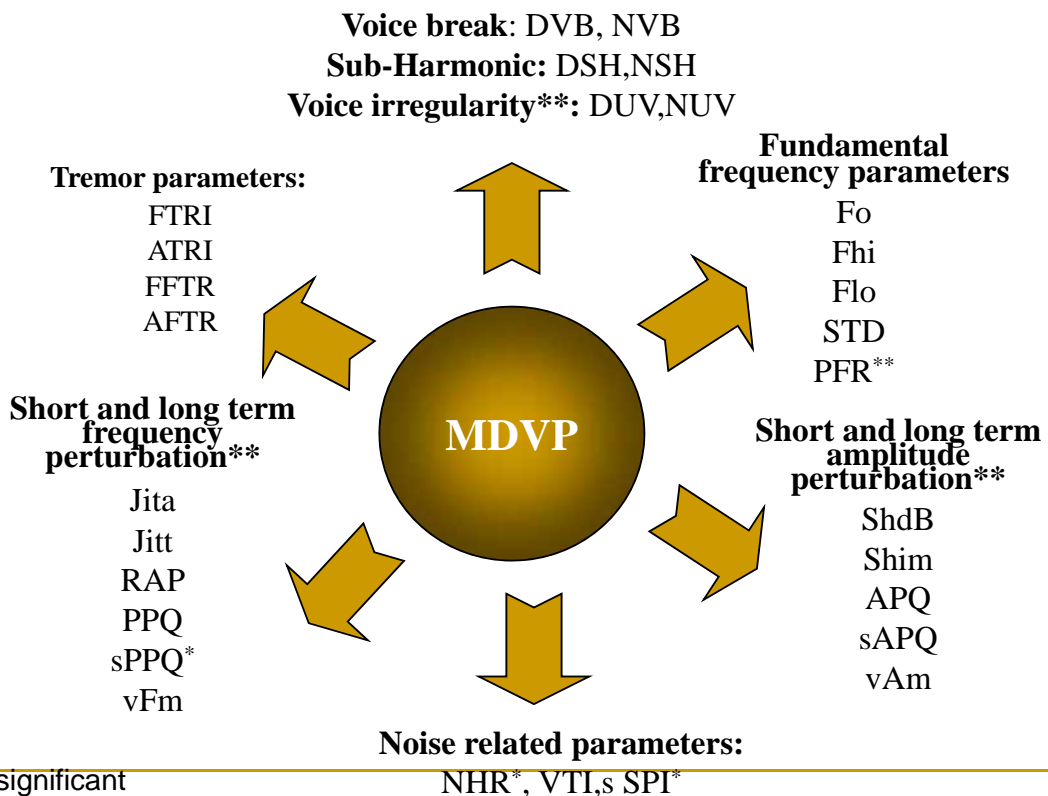 Voice break: DVB, NVB
Sub-Harmonic: DSH,NSH
Voice irregularity**: DUV,NUV
Tremor parameters:
FTRI
ATRI
FFTR
AFTR
Fundamental
frequency parameters
Fo
Fhi
Flo
STD
PFR**
MDVP
Short and long term
frequency
perturbation**
Jita
Jitt
RAP
PPQ
sPPQ*
vFm
Short and long term
amplitude
perturbation**
ShdB
Shim
APQ
sAPQ
vAm
Noise related parameters:
NHR*, VTI,s SPI*
significant